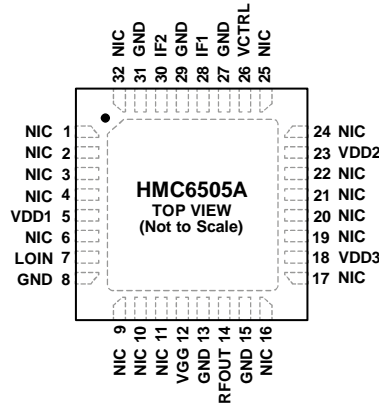 32 NIC
31 GND
30 IF2
29 GND
28 IF1
27 GND
26 VCTRL
25 NIC
NIC 1
NIC 2
NIC 3
NIC 4
VDD1 5
NIC 6
LOIN 7
GND 8
HMC6505A
TOP VIEW
(Not to Scale)
24 NIC
23 VDD2
22 NIC
21 NIC
20 NIC
19 NIC
18 VDD3
17 NIC
NIC 9
NIC 10
NIC 11
VGG 12
GND 13
RFOUT 14
GND 15
NIC 16